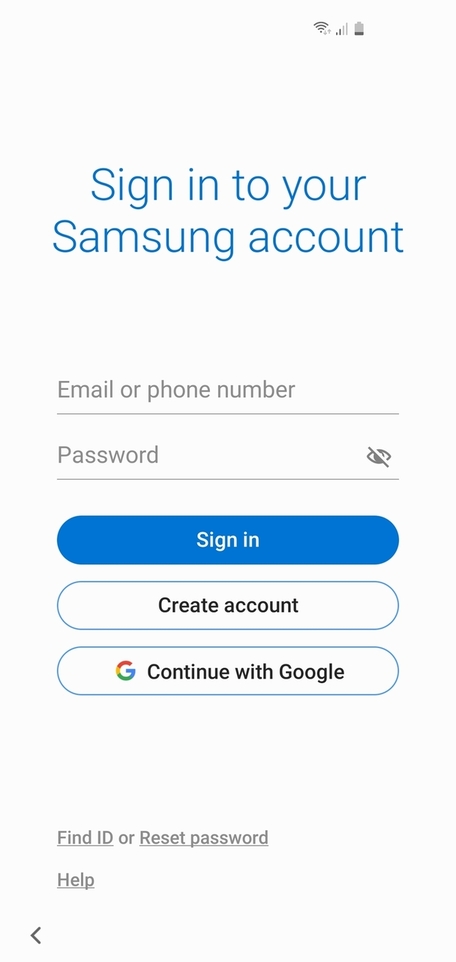 Sign in to your
Samsung account
Email or phone number
Password
Sign in
Create account
Continue with Google
Find ID or Reset password
Help